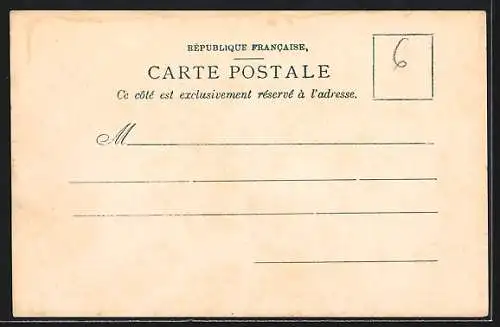 RÉPUBLIQUE FRANÇAISE,
6
CARTE POSTALE
Ce côté est exclusivement réservé à l'adresse.
M